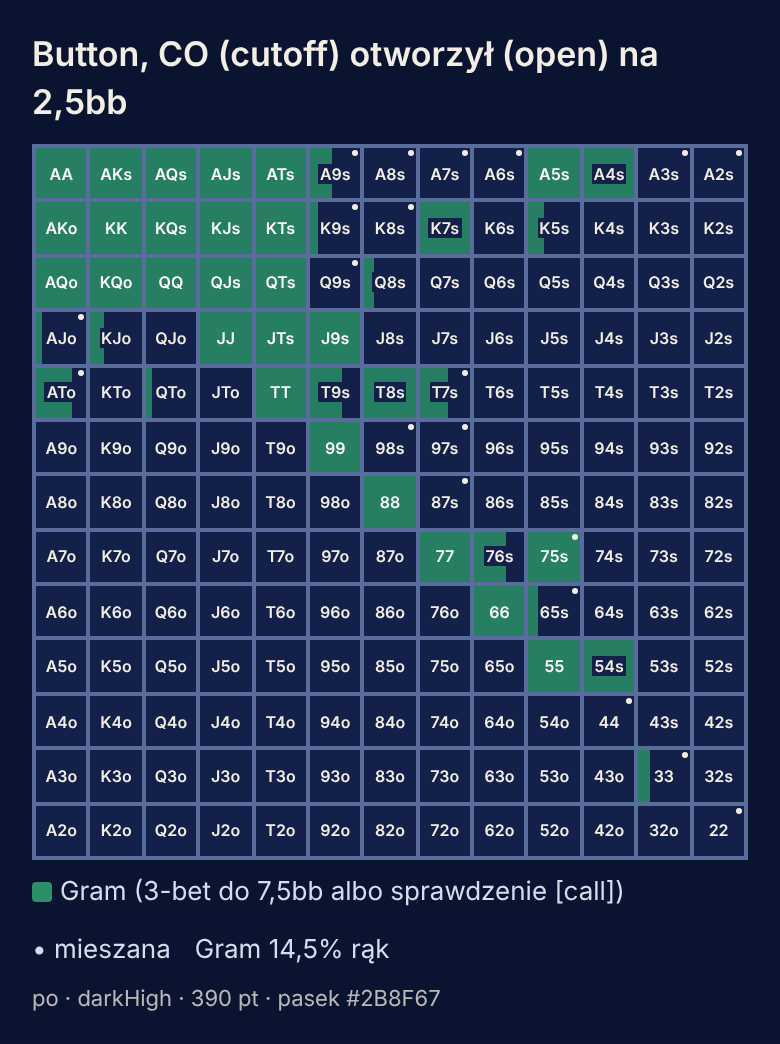 Button, CO (cutoff) otworzył (open) na
2,5bb
AA AKs AQs AJs ATs A9s A8s A7s A6s A5s A4s A3s A2s
AKo KK KQs KJs KTs K9s K8s K7s K6s K5s K4s K3s K2s
AQo KQo QQ QJs QTs Q9s Q8s Q7s Q6s Q5s Q4s Q3s Q2s
AJo KJo QJo JJ JTs J9s J8s J7s J6s J5s J4s J3s J2s
ATo KTo QTo JTo TT T9s T8s T7s T6s T5s T4s T3s T2s
A9o K9o Q9o J9o T9o 99 98s 97s 96s 95s 94s 93s 92s
A8o K8o Q8o J8o T8o 98o 88 87s 86s 85s 84s 83s 82s
A7o K7o Q7o J7o T7o 97o 87o 77 76s 75s 74s 73s 72s
A6o K6o Q6o J6o T6o 96o 86o 76o 66 65s 64s 63s 62s
A5o K5o Q5o J5o T5o 95o 85o 75o 65o 55 54s 53s 52s
A4o K4o Q4o J4o T4o 94o 84o 74o 64o 54o 44 43s 42s
A3o K3o Q3o J3o T3o 93o 83o 73o 63o 53o 43o 33 32s
A2o K2o Q2o J2o T2o 92o 82o 72o 62o 52o 42o 32o 22
Gram (3-bet do 7,5bb albo sprawdzenie [call])
• mieszana Gram 14,5% rąk
po · darkHigh · 390 pt · pasek #2B8F67